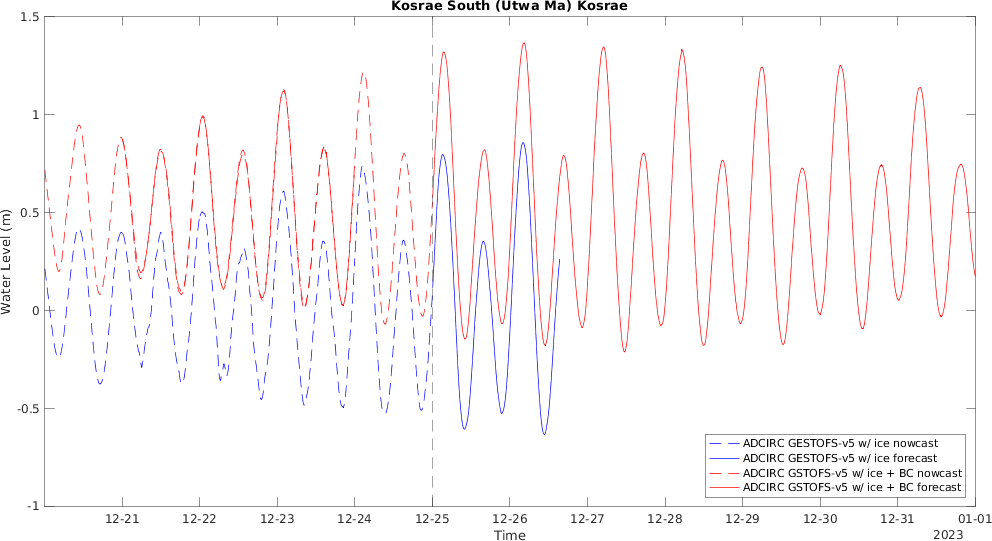 Kosrae South (Utwa Ma) Kosrae
1.5
1
0.5
0
-0.5
-1
Water Level (m)
ADCIRC GESTOFS-v5 w/ ice nowcast
ADCIRC GESTOFS-v5 w/ ice forecast
ADCIRC GSTOFS-v5 w/ ice + BC nowcast
ADCIRC GSTOFS-v5 w/ ice + BC forecast
12-21 12-22 12-23 12-24 12-25 12-26 12-27 12-28 12-29 12-30 12-31 01-01
Time
2023